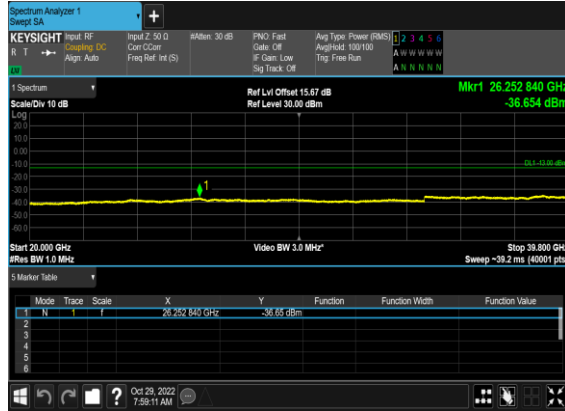 Spectrum Analyzer 1
Swept SA
+
KEYSIGHT
R T
LV
Input: RF
Coupling: DC
Align: Auto
Input Z: 50 Ω
Corr CCorr
Freq Ref: Int (S)
#Atten: 30 dB
PNO: Fast
Gate: Off
IF Gain: Low
Sig Track: Off
Avg Type: Power (RMS)
Avg|Hold: 100/100
Trig: Free Run
1 2 3 4 5 6
A W W W W W
A N N N N N
1 Spectrum
Scale/Div 10 dB
Ref Lvl Offset 15.67 dB
Ref Level 30.00 dBm
Mkr1 26.252 840 GHz
-36.654 dBm
Log
20.0
10.0
0.00
-10.0
-20.0
-30.0
-40.0
-50.0
-60.0
1
DL1 -13.00 dBm
Start 20.000 GHz
#Res BW 1.0 MHz
Video BW 3.0 MHz*
Stop 39.800 GHz
Sweep ~39.2 ms (40001 pts)
5 Marker Table
Mode Trace Scale X Y Function Function Width Function Value
1 N 1 f 26.252 840 GHz -36.65 dBm
2
3
4
5
6
?
Oct 29, 2022
7:59:11 AM